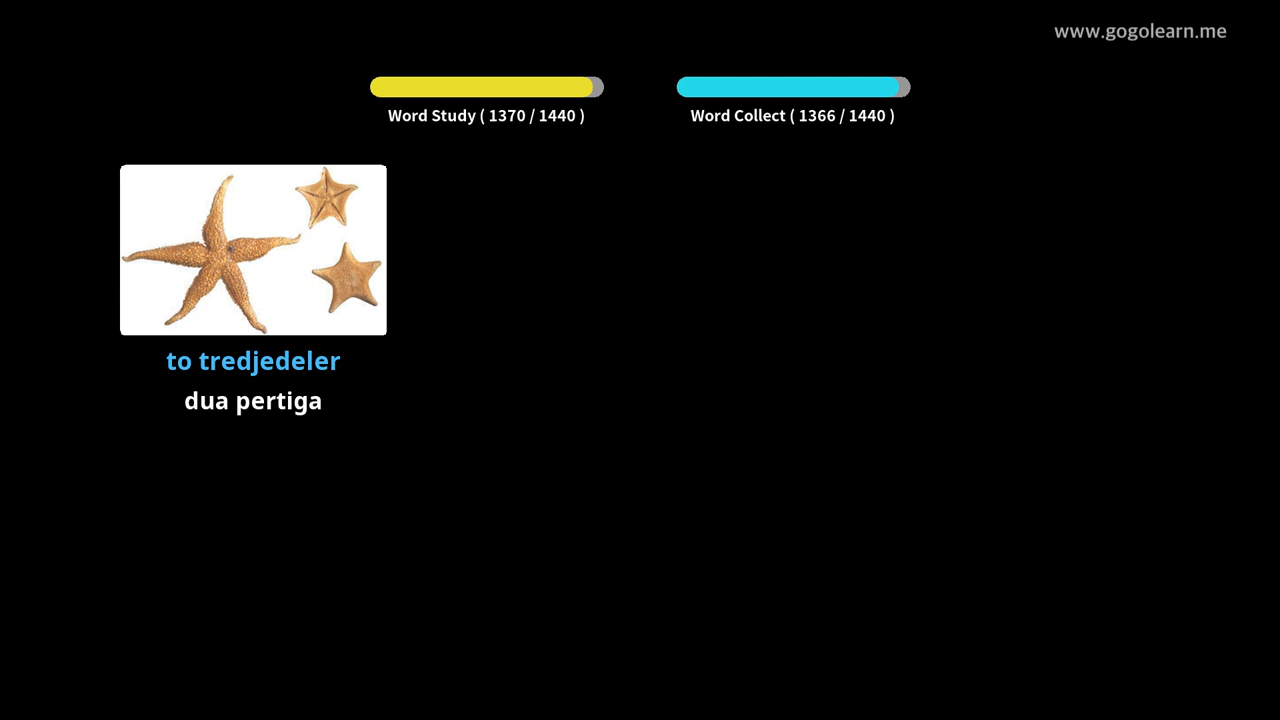 www.gogolearn.me
Word Study ( 1370 / 1440 )
Word Collect ( 1366 / 1440 )
to tredjedeler
dua pertiga